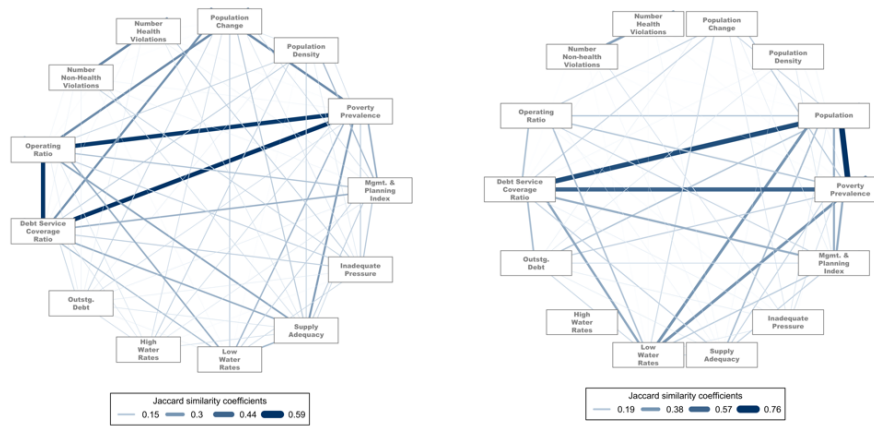 Number
Health
Violations
Population
Change
Population
Density
Number
Non-Health
Violations
Poverty
Prevalence
Operating
Ratio
Mgmt. &
Planning
Index
Debt Service
Coverage
Ratio
Inadequate
Pressure
Outstg.
Debt
Supply
Adequacy
High
Water
Rates
Low
Water
Rates
Jaccard similarity coefficients
0.15 0.3 0.44 0.59
Number
Health
Violations
Population
Change
Number
Non-health
Violations
Population
Density
Operating
Ratio
Population
Debt Service
Coverage
Ratio
Poverty
Prevalence
Outstg.
Debt
Mgmt. &
Planning
Index
High
Water
Rates
Inadequate
Pressure
Low
Water
Rates
Supply
Adequacy
Jaccard similarity coefficients
0.19 0.38 0.57 0.76